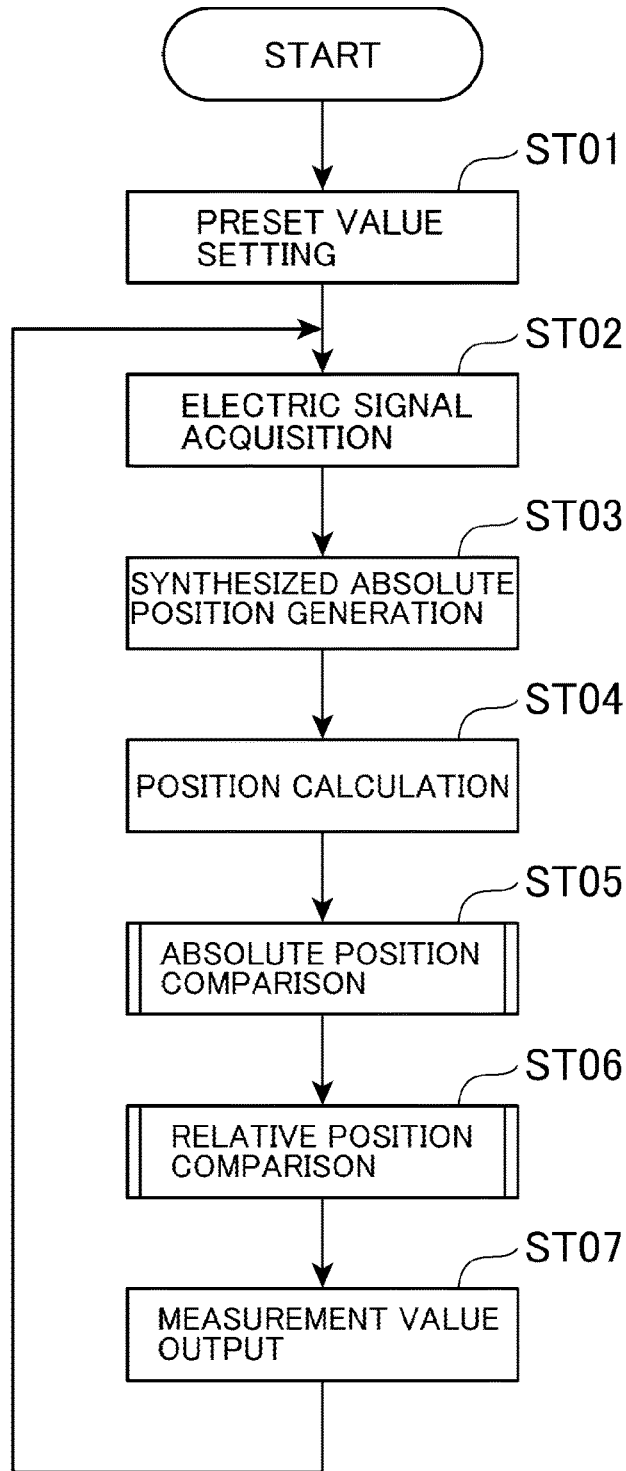 START
ST01
PRESET VALUE
SETTING
ST02
ELECTRIC SIGNAL
ACQUISITION
ST03
SYNTHESIZED ABSOLUTE
POSITION GENERATION
ST04
POSITION CALCULATION
ST05
ABSOLUTE POSITION
COMPARISON
ST06
RELATIVE POSITION
COMPARISON
ST07
MEASUREMENT VALUE
OUTPUT